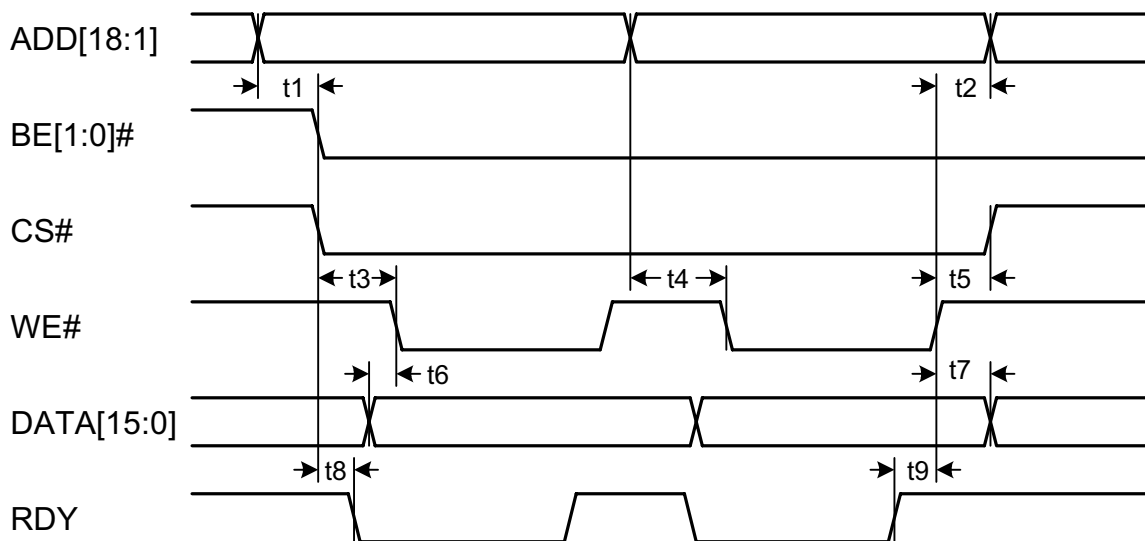 ADD[18:1]
t1
t2
BE[1:0]#
CS#
t3
t4
t5
WE#
t6
t7
DATA[15:0]
t8
t9
RDY